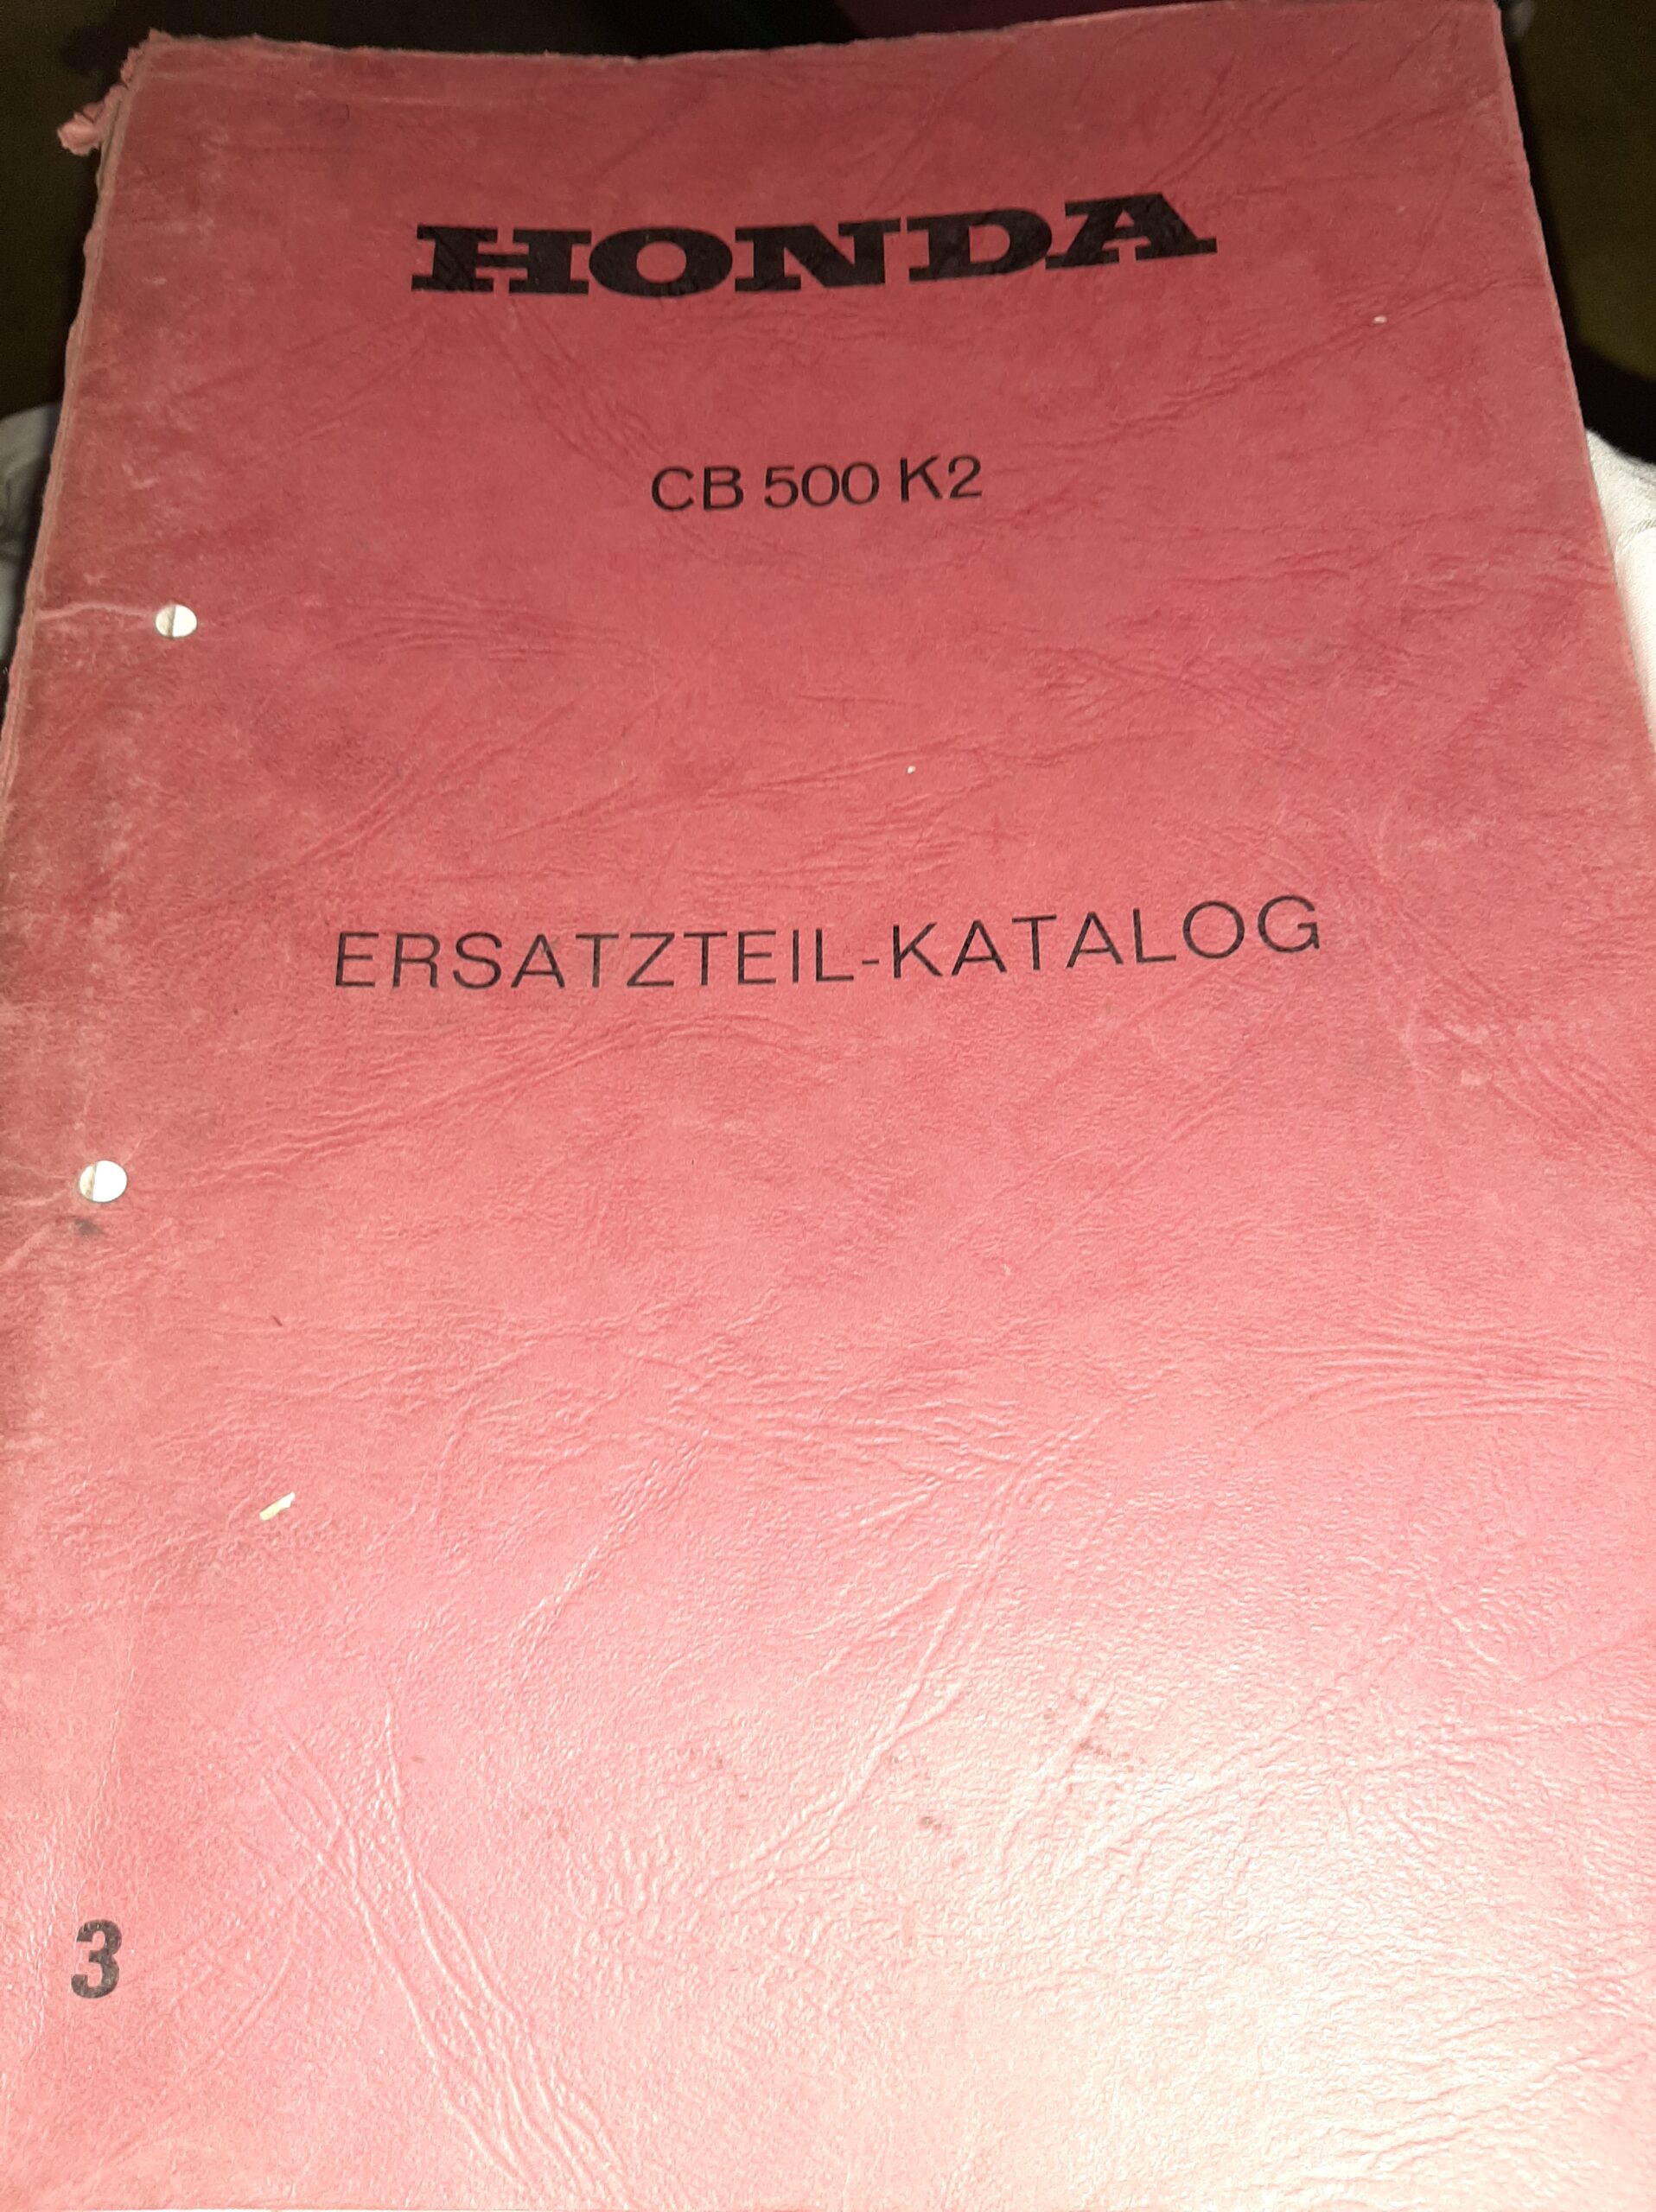 HONDA
CB 500 K2
ERSATZTEIL-KATALOG
3